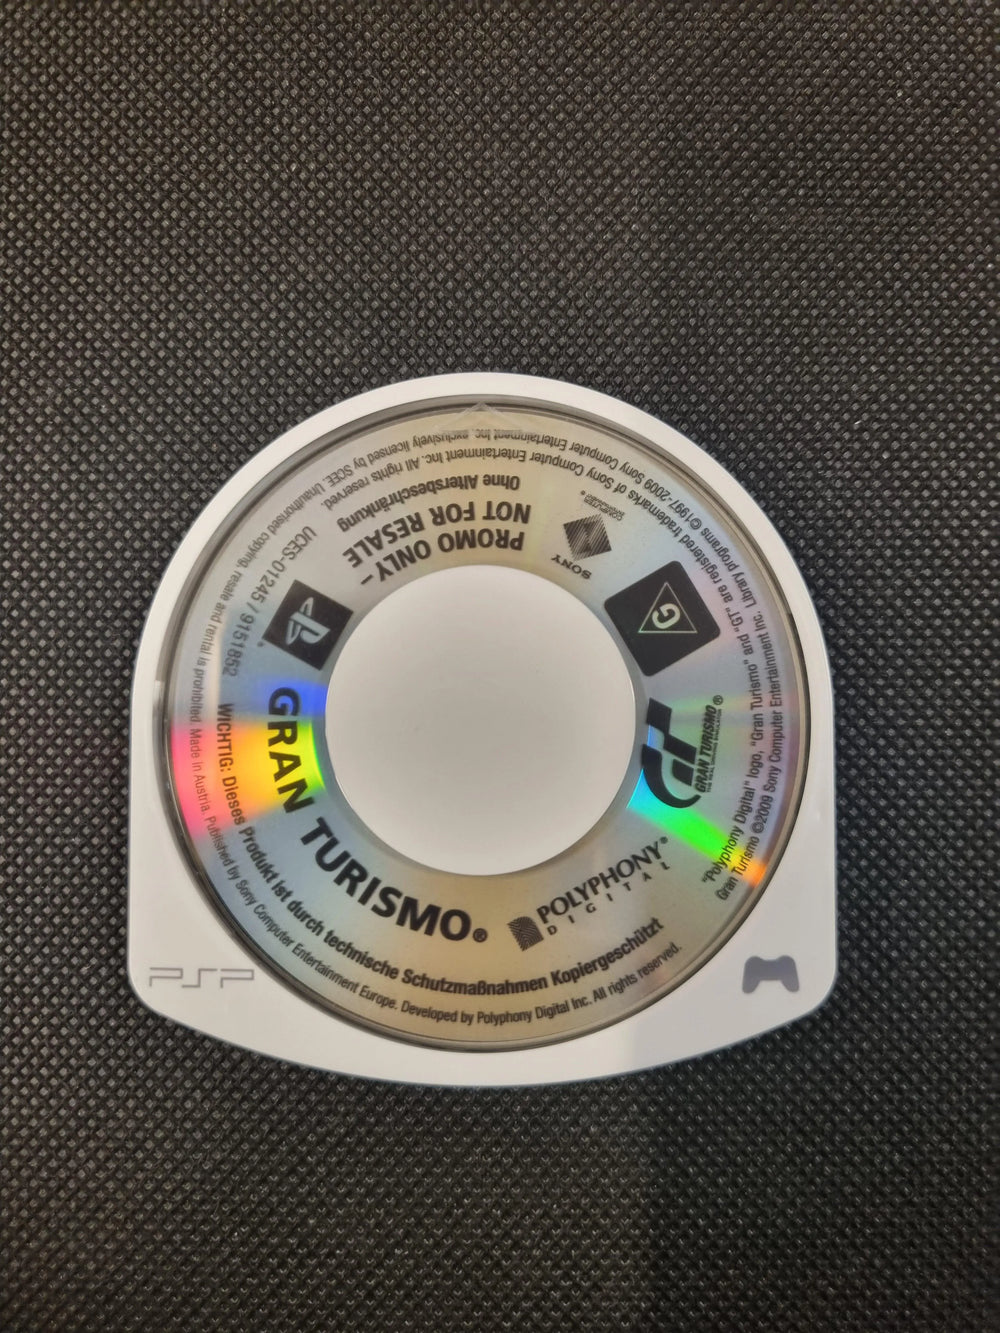 GRAN TURISMO®
PROMO ONLY –
NOT FOR RESALE
Ohne Altersbeschränkung
UCES-01245 / 9151852
SONY
COMPUTER
ENTERTAINMENT®
G
GRAN TURISMO®
THE REAL DRIVING SIMULATOR
POLYPHONY®
DIGITAL
WICHTIG: Dieses Produkt ist durch technische Schutzmaßnahmen Kopiergeschützt
Made in Austria. Published by Sony Computer Entertainment Europe. Developed by Polyphony Digital Inc. All rights reserved.
Library programs ©1997-2009 Sony Computer Entertainment Inc. exclusively licensed by SCEE. Unauthorised copying, resale and rental is prohibited.
"Polyphony Digital" logo, "Gran Turismo" and "GT" are registered trademarks of Sony Computer Entertainment Inc. All rights reserved.
Gran Turismo ©2009 Sony Computer Entertainment Inc.
PSP